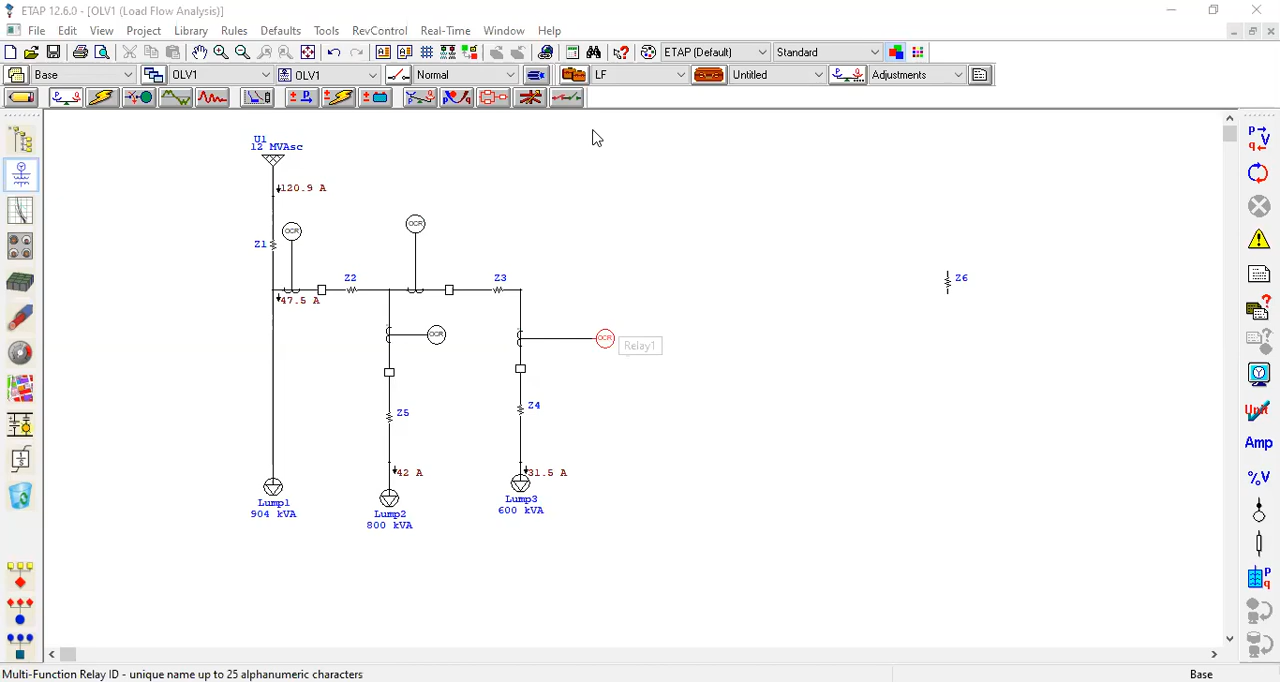 ETAP 12.6.0 - [OLV1 (Load Flow Analysis)]
File Edit View Project Library Rules Defaults Tools RevControl Real-Time Window Help
ETAP (Default) Standard
Base OLV1 OLV1 Normal LF Untitled Adjustments
U1
12 MVAsc
120.9 A
OCR
OCR
Z1
Z2
Z3
Z6
47.5 A
OCR
OCR
Relay1
Z5
Z4
42 A
31.5 A
Lump1
904 kVA
Lump2
800 kVA
Lump3
600 kVA
P
V
q
Unit
Amp
%V
P
q
Multi-Function Relay ID - unique name up to 25 alphanumeric characters
Base